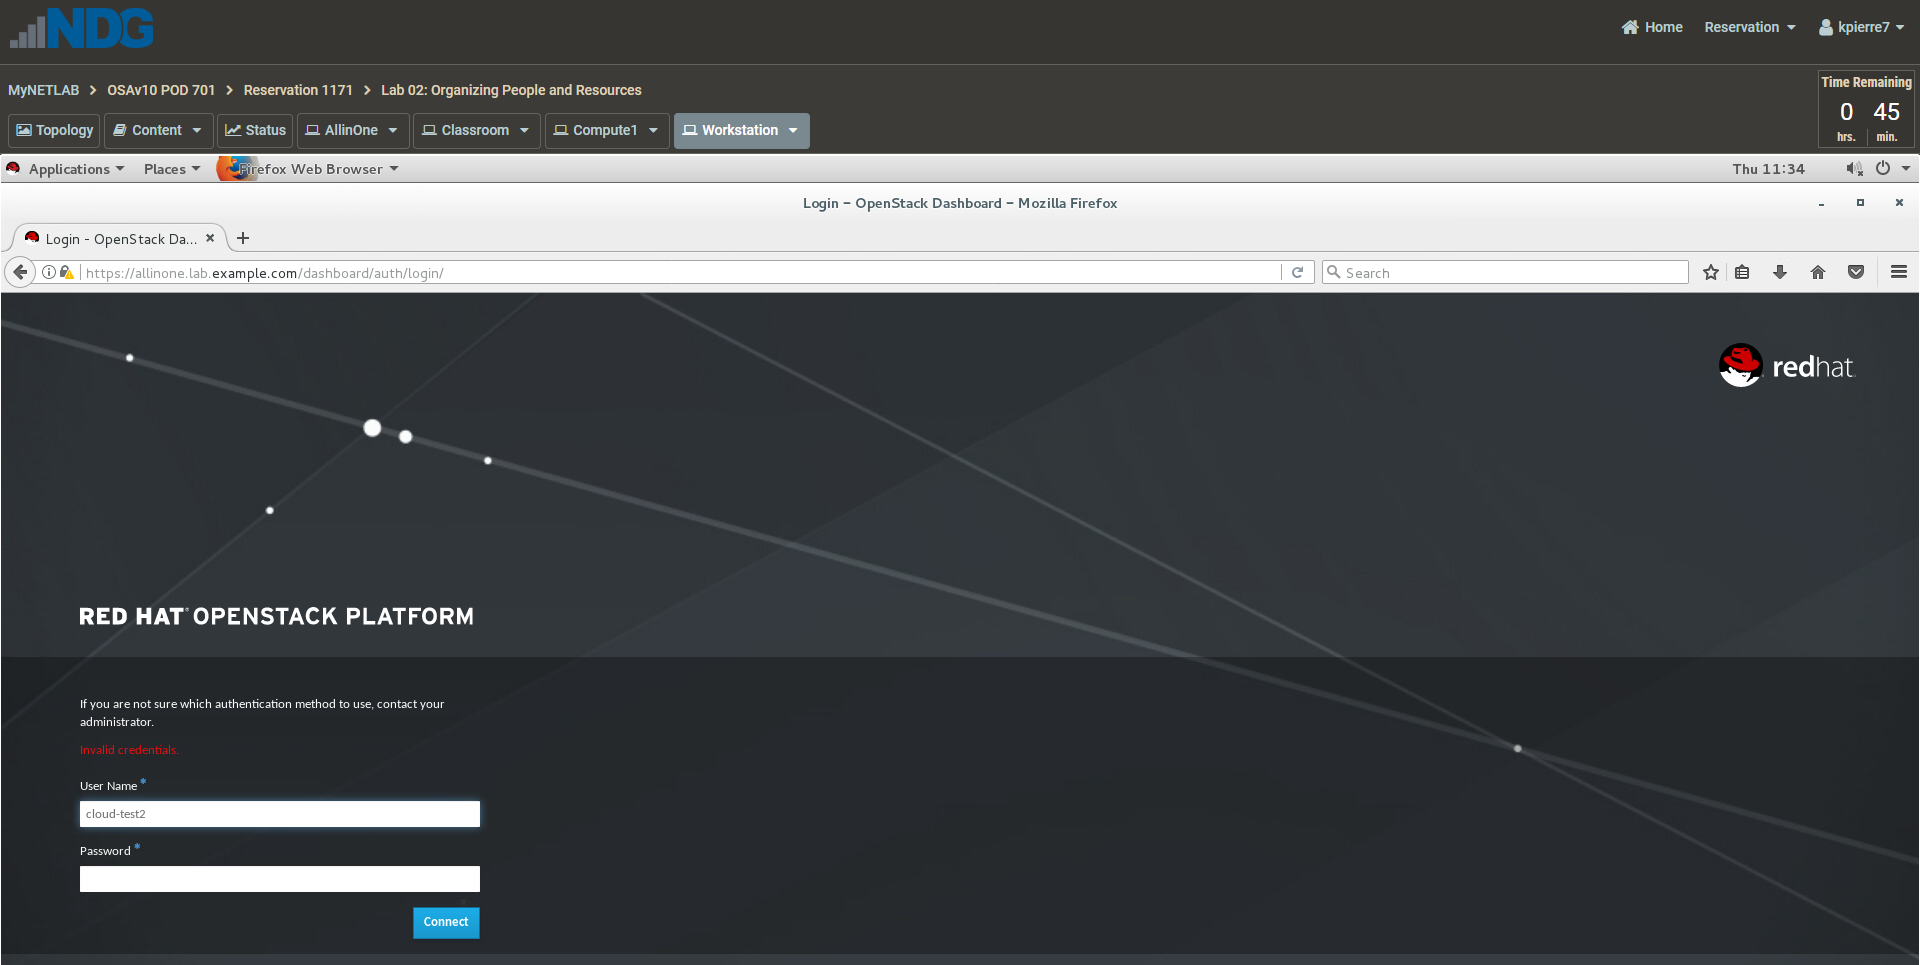 NDG
Home Reservation kpierre7
MyNETLAB > OSAv10 POD 701 > Reservation 1171 > Lab 02: Organizing People and Resources
Time Remaining
0 45
hrs. min.
Topology Content Status AllinOne Classroom Compute1 Workstation
Applications Places Firefox Web Browser Thu 11:34
Login - OpenStack Dashboard - Mozilla Firefox
Login - OpenStack Da...
https://allinone.lab.example.com/dashboard/auth/login/
Search
redhat
RED HAT® OPENSTACK PLATFORM
If you are not sure which authentication method to use, contact your
administrator.
Invalid credentials.
User Name *
cloud-test2
Password *
Connect